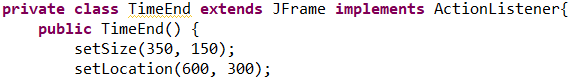 private class TimeEnd extends JFrame implements ActionListener{
    public TimeEnd() {
        setSize(350, 150);
        setLocation(600, 300);